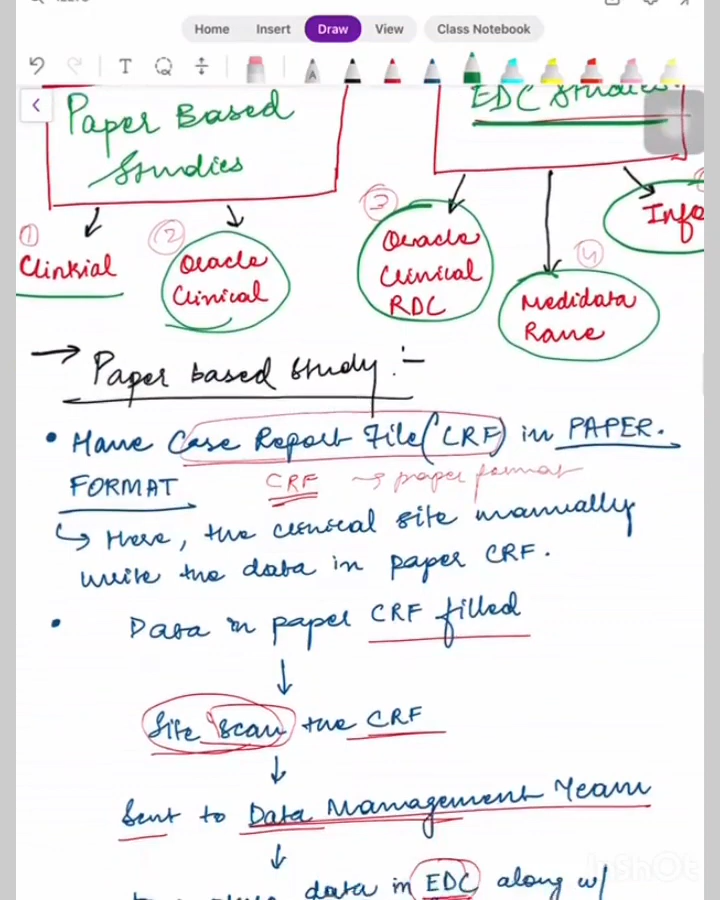 Home Insert Draw View Class Notebook
Paper Based
Studies
EDC Studies
①
Clinkial
②
Oracle
Clinical
③
Oracle
Clinical
RDC
④
Medidata
Rave
Info
→ Paper based study :-
• Have Case Report File (CRF) in PAPER.
FORMAT
CRF → paper format
↳ Here, the clinical site manually
write the data in paper CRF.
• Data in paper CRF filled
↓
Site scan the CRF
↓
Sent to Data Management Team
↓
data in EDC along w/
InShOt